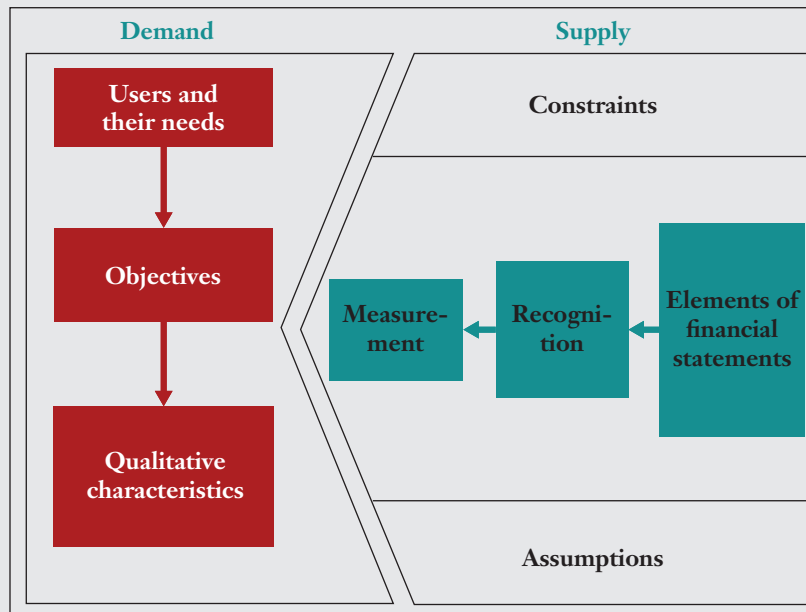 Demand
Users and
their needs
Objectives
Qualitative
characteristics
Supply
Constraints
Measure-
ment
Recogni-
tion
Elements of
financial
statements
Assumptions